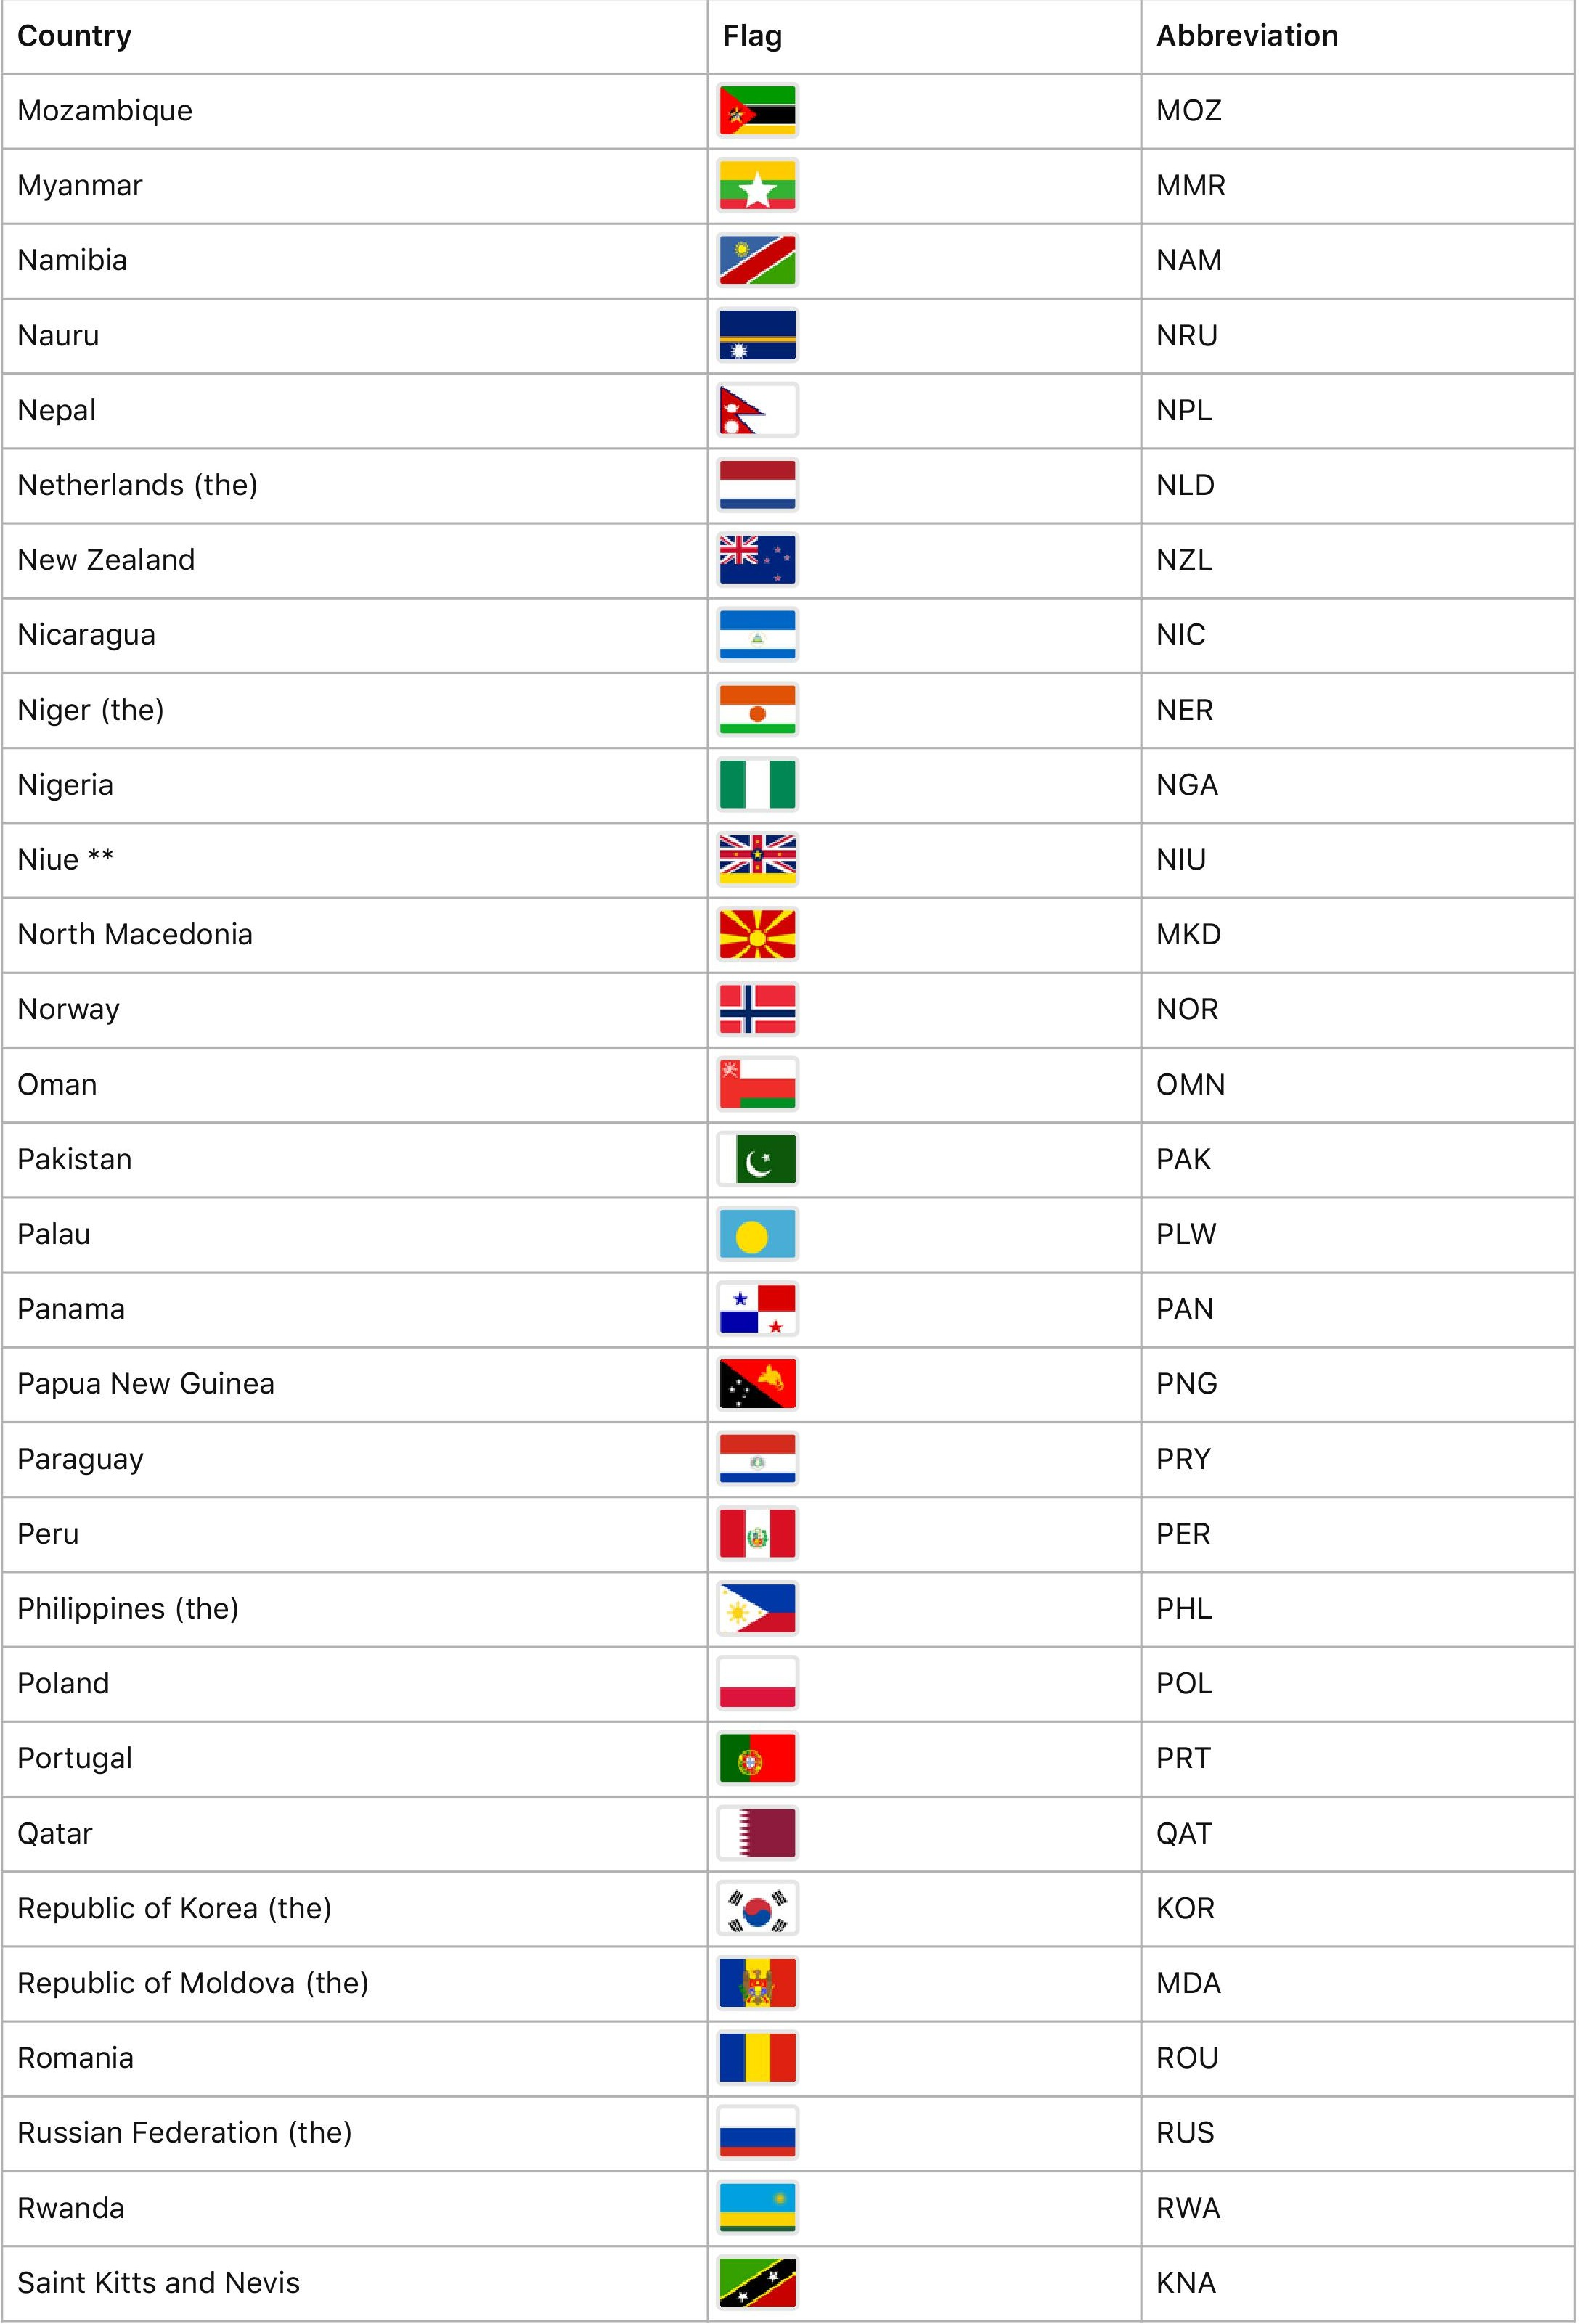 Country Flag Abbreviation
Mozambique MOZ
Myanmar MMR
Namibia NAM
Nauru NRU
Nepal NPL
Netherlands (the) NLD
New Zealand NZL
Nicaragua NIC
Niger (the) NER
Nigeria NGA
Niue ** NIU
North Macedonia MKD
Norway NOR
Oman OMN
Pakistan PAK
Palau PLW
Panama PAN
Papua New Guinea PNG
Paraguay PRY
Peru PER
Philippines (the) PHL
Poland POL
Portugal PRT
Qatar QAT
Republic of Korea (the) KOR
Republic of Moldova (the) MDA
Romania ROU
Russian Federation (the) RUS
Rwanda RWA
Saint Kitts and Nevis KNA